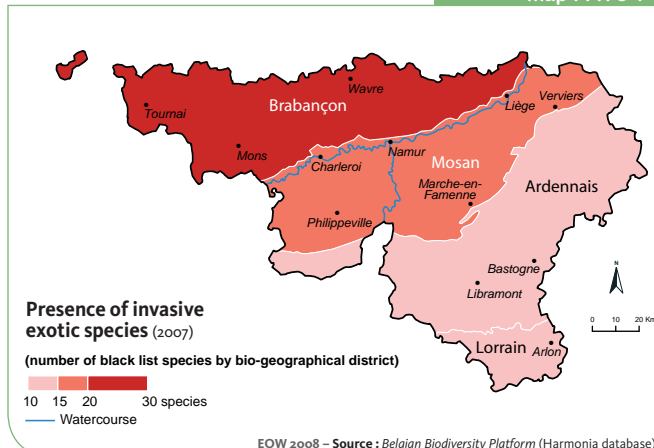 Wavre
Brabançon
Tournai
Liège
Verviers
Mons
Namur
Charleroi
Mosan
Marche-en-
Famenne
Ardennais
Philippeville
Bastogne
Libramont
N
Presence of invasive
exotic species (2007)
0 10 20 Km
(number of black list species by bio-geographical district)
Lorrain
Arlon
10 15 20 30 species
Watercourse
EOW 2008 – Source : Belgian Biodiversity Platform (Harmonia database)